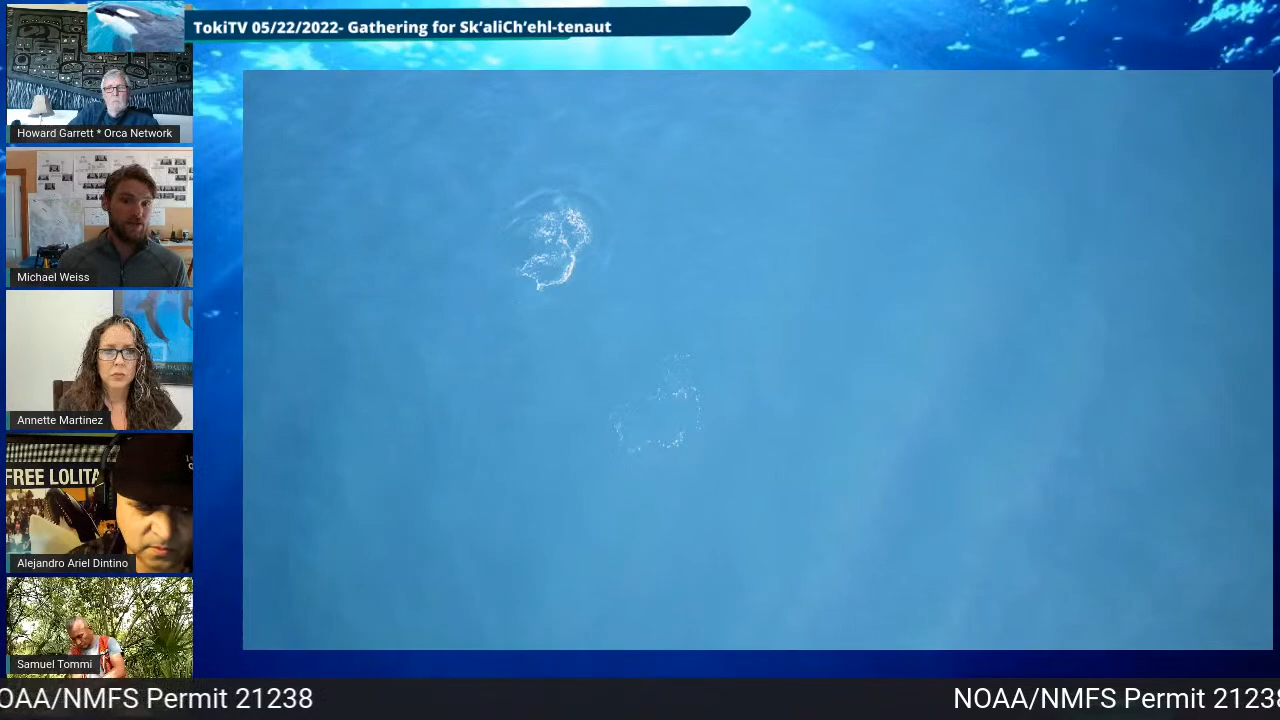 TokiTV 05/22/2022- Gathering for Sk'aliCh'ehl-tenaut
Howard Garrett * Orca Network
Michael Weiss
Annette Martinez
FREE LOLITA
Alejandro Ariel Dintino
Samuel Tommi
OAA/NMFS Permit 21238
NOAA/NMFS Permit 21238